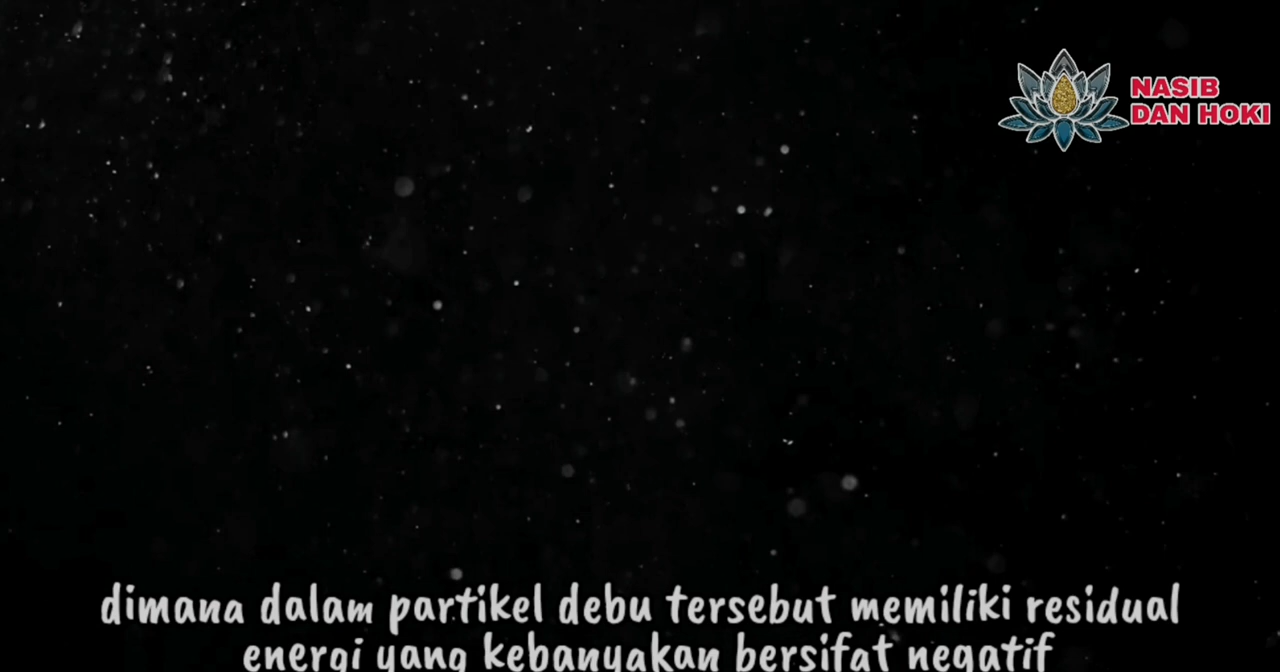 NASIB
DAN HOKI
dimana dalam partikel debu tersebut memiliki residual
energi yang kebanyakan bersifat negatif